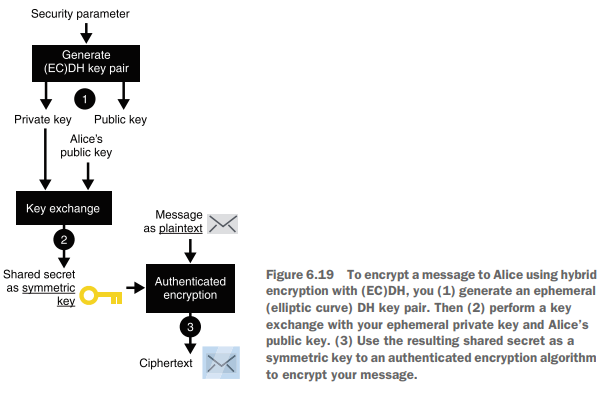 Security parameter
Generate
(EC)DH key pair
1
Private key
Public key
Alice's
public key
Key exchange
2
Shared secret
as symmetric
key
Message
as plaintext
Authenticated
encryption
3
Ciphertext
Figure 6.19 To encrypt a message to Alice using hybrid
encryption with (EC)DH, you (1) generate an ephemeral
(elliptic curve) DH key pair. Then (2) perform a key
exchange with your ephemeral private key and Alice's
public key. (3) Use the resulting shared secret as a
symmetric key to an authenticated encryption algorithm
to encrypt your message.